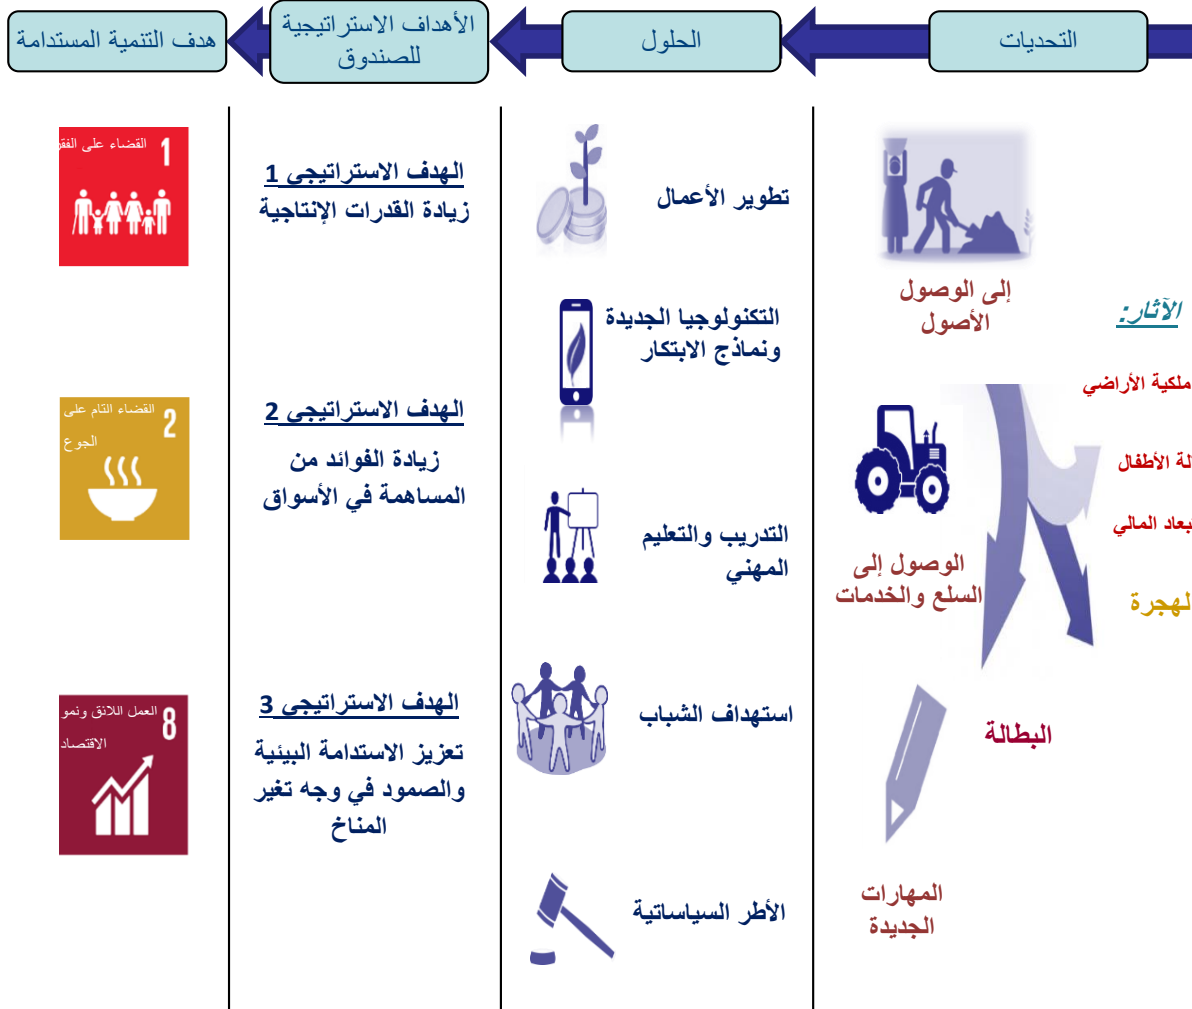 التحديات
الحلول
الأهداف الاستراتيجية
للصندوق
هدف التنمية المستدامة
الآثار:
ملكية الأراضي
الأطفال
المالي
البطالة
إلى الوصول
الأصول
الوصول إلى
السلع والخدمات
المهارات
الجديدة
تطوير الأعمال
التكنولوجيا الجديدة
ونماذج الابتكار
التدريب والتعليم
المهني
استهداف الشباب
الأطر السياساتية
الهدف الاستراتيجي 1
زيادة القدرات الإنتاجية
الهدف الاستراتيجي 2
زيادة الفوائد من
المساهمة في الأسواق
الهدف الاستراتيجي 3
تعزيز الاستدامة البيئية
والصمود في وجه تغير
المناخ
1 القضاء على الفقر
2 القضاء التام على
الجوع
8 العمل اللائق ونمو
الاقتصاد